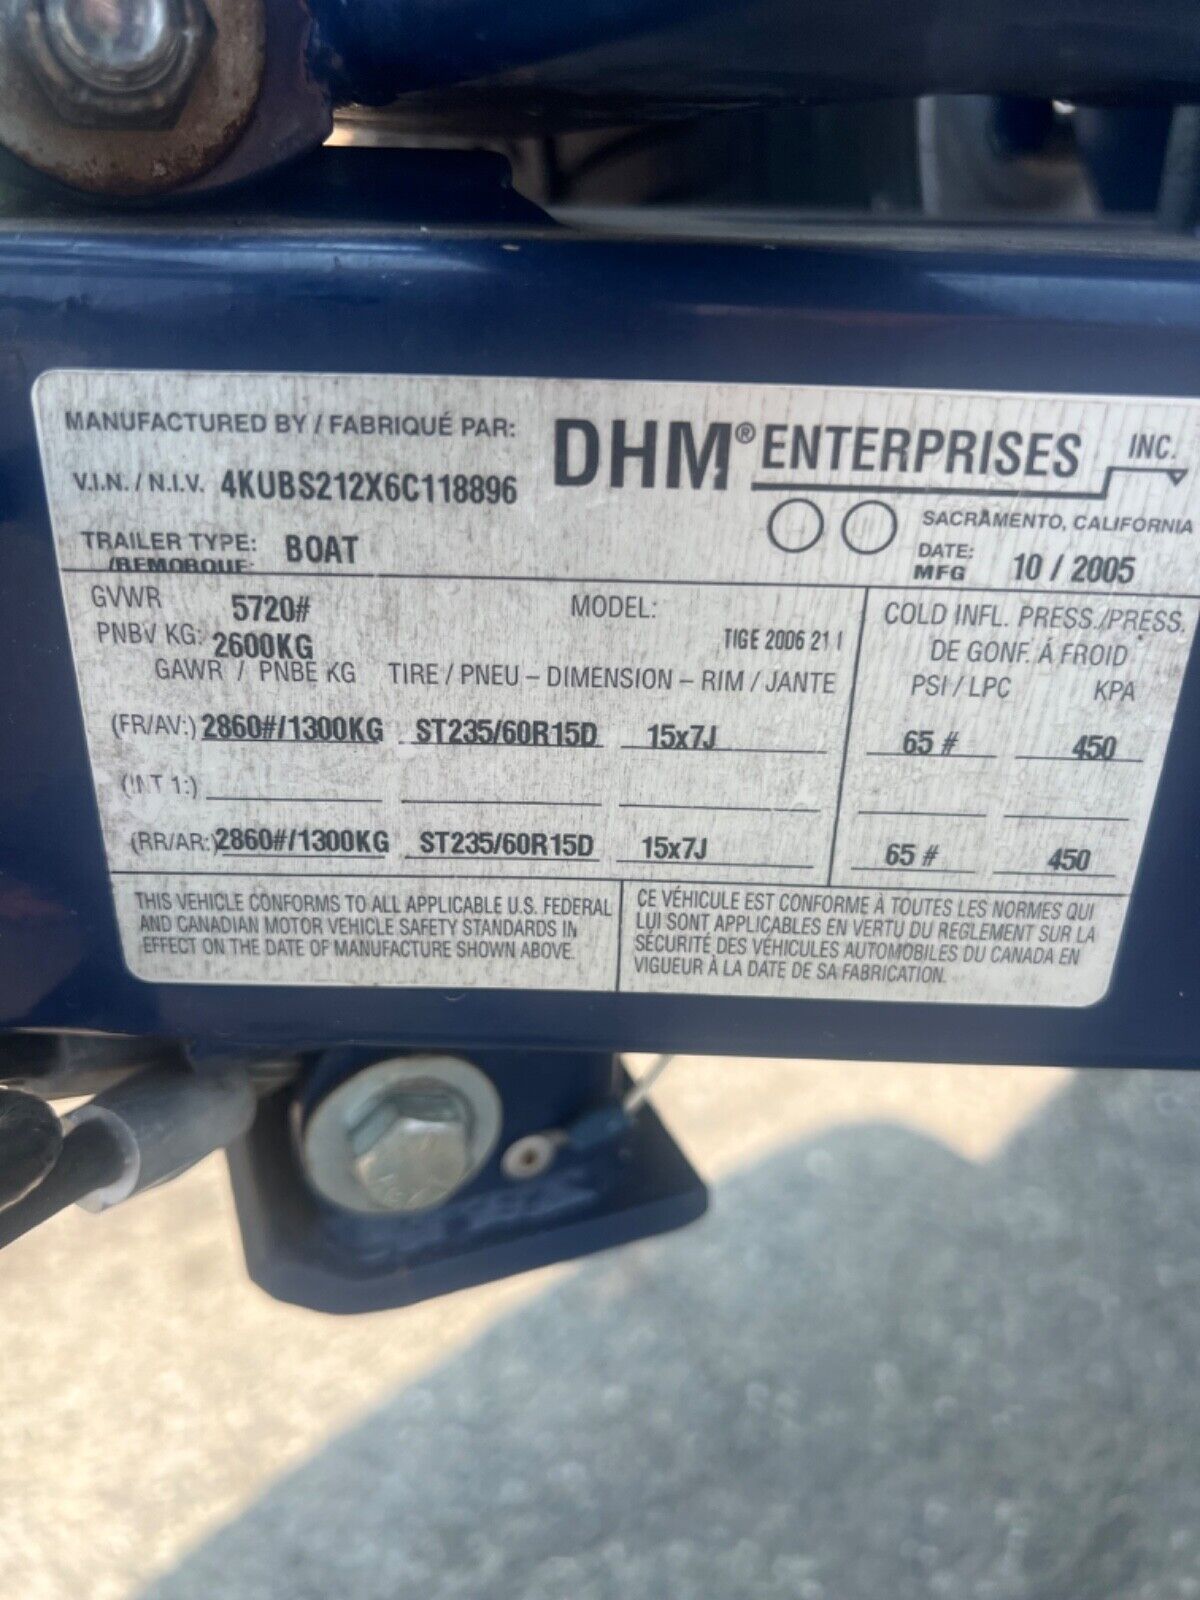 MANUFACTURED BY / FABRIQUÉ PAR: DHM® ENTERPRISES INC.
V.I.N. / N.I.V. 4KUBS212X6C118896
SACRAMENTO, CALIFORNIA
TRAILER TYPE: BOAT
/REMORQUE:
DATE: 10 / 2005
MFG
GVWR 5720#
PNBV KG: 2600KG
MODEL:
TIGE 2006 21 I
COLD INFL. PRESS./PRESS.
DE GONF. Á FROID
GAWR / PNBE KG TIRE / PNEU – DIMENSION – RIM / JANTE PSI / LPC KPA
(FR/AV:) 2860#/1300KG ST235/60R15D 15x7J 65 # 450
(INT 1:)
(RR/AR:) 2860#/1300KG ST235/60R15D 15x7J 65 # 450
THIS VEHICLE CONFORMS TO ALL APPLICABLE U.S. FEDERAL
AND CANADIAN MOTOR VEHICLE SAFETY STANDARDS IN
EFFECT ON THE DATE OF MANUFACTURE SHOWN ABOVE.
CE VÉHICULE EST CONFORME À TOUTES LES NORMES QUI
LUI SONT APPLICABLES EN VERTU DU REGLEMENT SUR LA
SÉCURITÉ DES VÉHICULES AUTOMOBILES DU CANADA EN
VIGUEUR À LA DATE DE SA FABRICATION.